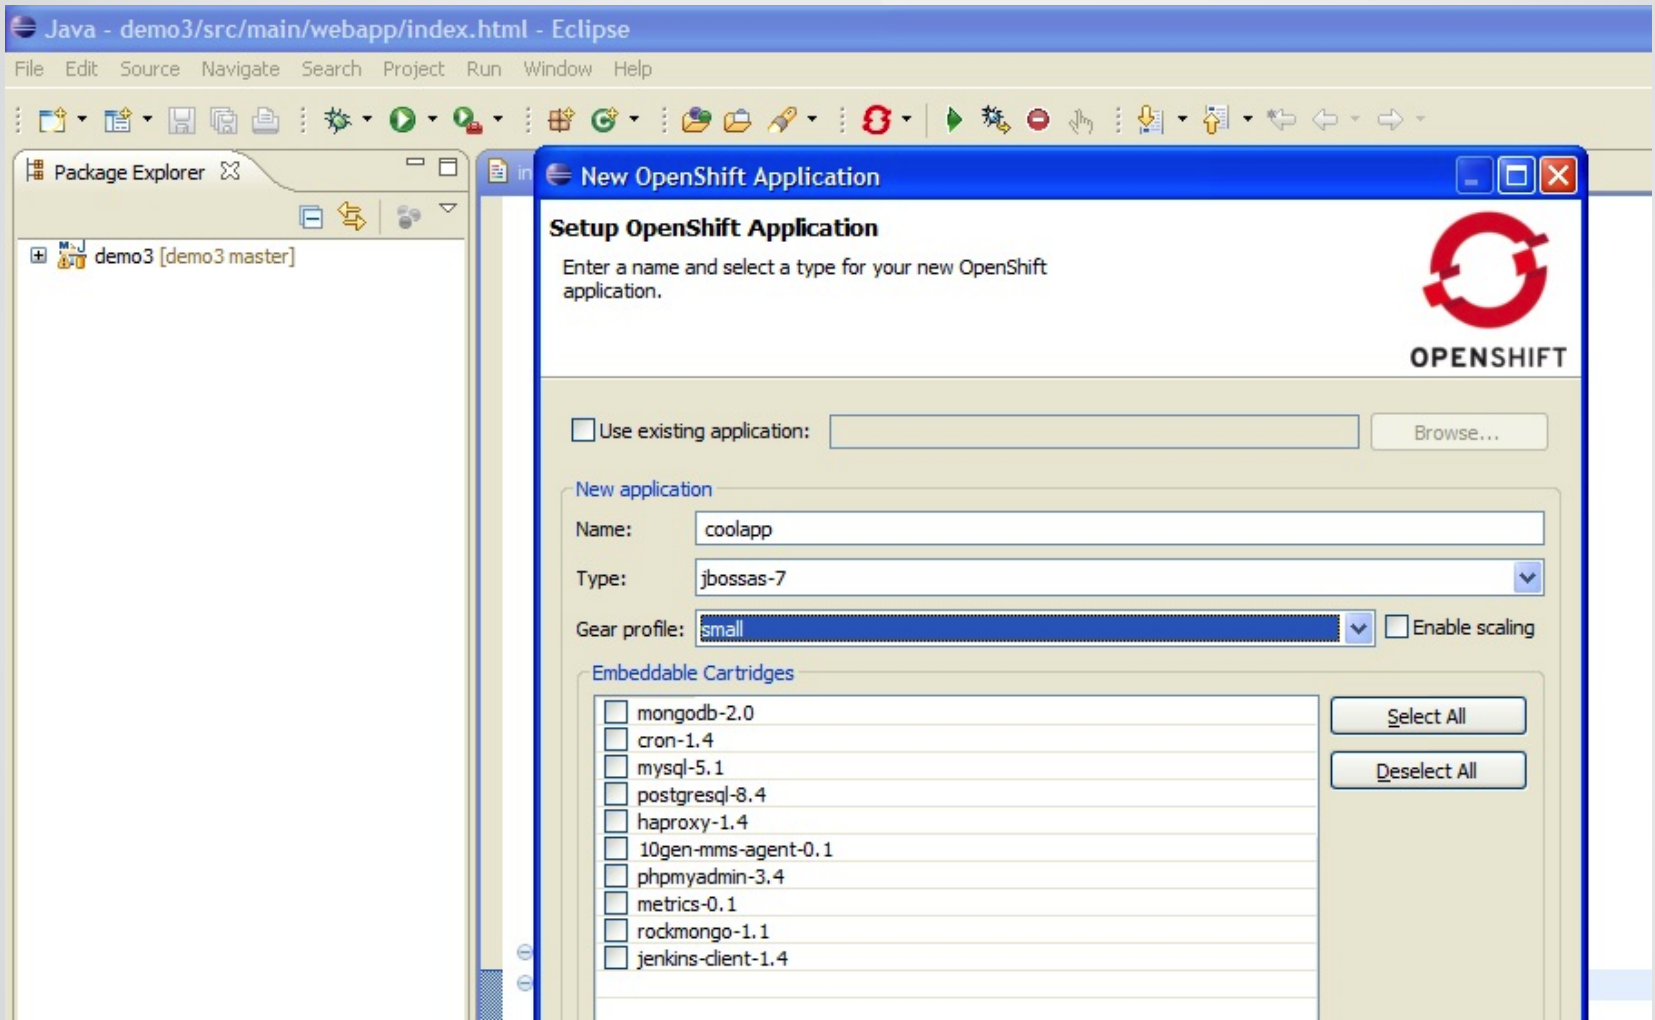 Java - demo3/src/main/webapp/index.html - Eclipse
File Edit Source Navigate Search Project Run Window Help
Package Explorer
in
demo3 [demo3 master]
New OpenShift Application
Setup OpenShift Application
Enter a name and select a type for your new OpenShift
application.
OPENSHIFT
Use existing application:
Browse...
New application
Name: coolapp
Type: jbossas-7
Gear profile: small Enable scaling
Embeddable Cartridges
mongodb-2.0
Select All
cron-1.4
mysql-5.1
Deselect All
postgresql-8.4
haproxy-1.4
10gen-mms-agent-0.1
phpmyadmin-3.4
metrics-0.1
rockmongo-1.1
jenkins-client-1.4